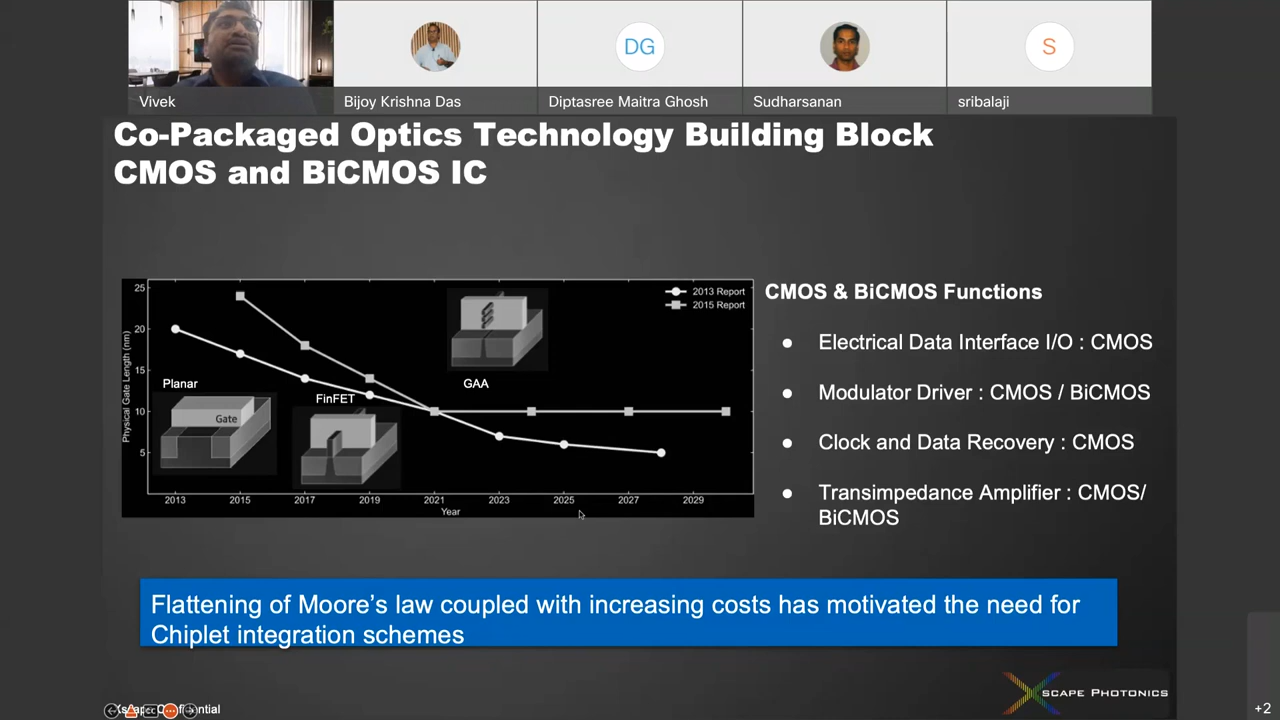 Vivek
Bijoy Krishna Das
DG
Diptasree Maitra Ghosh
Sudharsanan
S
sribalaji
Co-Packaged Optics Technology Building Block
CMOS and BiCMOS IC
25
20
15
10
5
Physical Gate Length (nm)
2013 Report
2015 Report
Planar
Gate
FinFET
GAA
2013
2015
2017
2019
2021
2023
2025
2027
2029
Year
CMOS & BiCMOS Functions
● Electrical Data Interface I/O : CMOS
● Modulator Driver : CMOS / BiCMOS
● Clock and Data Recovery : CMOS
● Transimpedance Amplifier : CMOS/
BiCMOS
Flattening of Moore's law coupled with increasing costs has motivated the need for
Chiplet integration schemes
XSCAPE PHOTONICS
+2